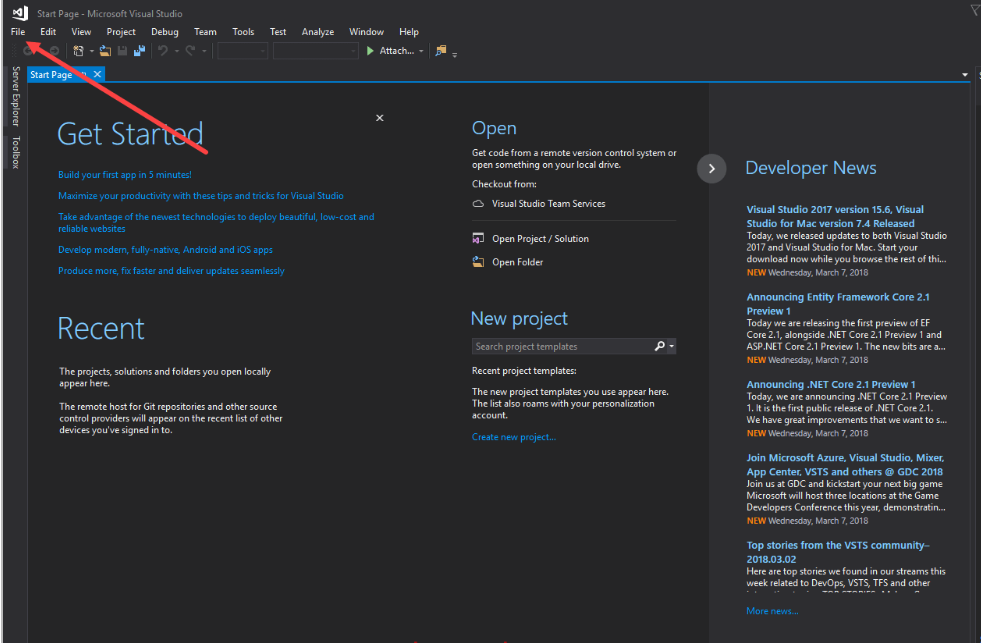 Start Page - Microsoft Visual Studio
File Edit View Project Debug Team Tools Test Analyze Window Help
Attach...
Start Page
Server Explorer
Toolbox
Get Started
Build your first app in 5 minutes!
Maximize your productivity with these tips and tricks for Visual Studio
Take advantage of the newest technologies to deploy beautiful, low-cost and
reliable websites
Develop modern, fully-native, Android and iOS apps
Produce more, fix faster and deliver updates seamlessly
Recent
The projects, solutions and folders you open locally
appear here.
The remote host for Git repositories and other source
control providers will appear on the recent list of other
devices you've signed in to.
Open
Get code from a remote version control system or
open something on your local drive.
Checkout from:
Visual Studio Team Services
Open Project / Solution
Open Folder
New project
Search project templates
Recent project templates:
The new project templates you use appear here.
The list also roams with your personalization
account.
Create new project...
Developer News
Visual Studio 2017 version 15.6, Visual
Studio for Mac version 7.4 Released
Today, we released updates to both Visual Studio
2017 and Visual Studio for Mac. Start your
download now while you browse the rest of thi...
NEW Wednesday, March 7, 2018
Announcing Entity Framework Core 2.1
Preview 1
Today we are releasing the first preview of EF
Core 2.1, alongside .NET Core 2.1 Preview 1 and
ASP.NET Core 2.1 Preview 1. The new bits are a...
NEW Wednesday, March 7, 2018
Announcing .NET Core 2.1 Preview 1
Today, we are announcing .NET Core 2.1 Preview
1. It is the first public release of .NET Core 2.1.
We have great improvements that we want to s...
NEW Wednesday, March 7, 2018
Join Microsoft Azure, Visual Studio, Mixer,
App Center, VSTS and others @ GDC 2018
Join us at GDC and kickstart your next big game
Microsoft will host three locations at the Game
Developers Conference this year, demonstratin...
NEW Wednesday, March 7, 2018
Top stories from the VSTS community–
2018.03.02
Here are top stories we found in our streams this
week related to DevOps, VSTS, TFS and other
More news...